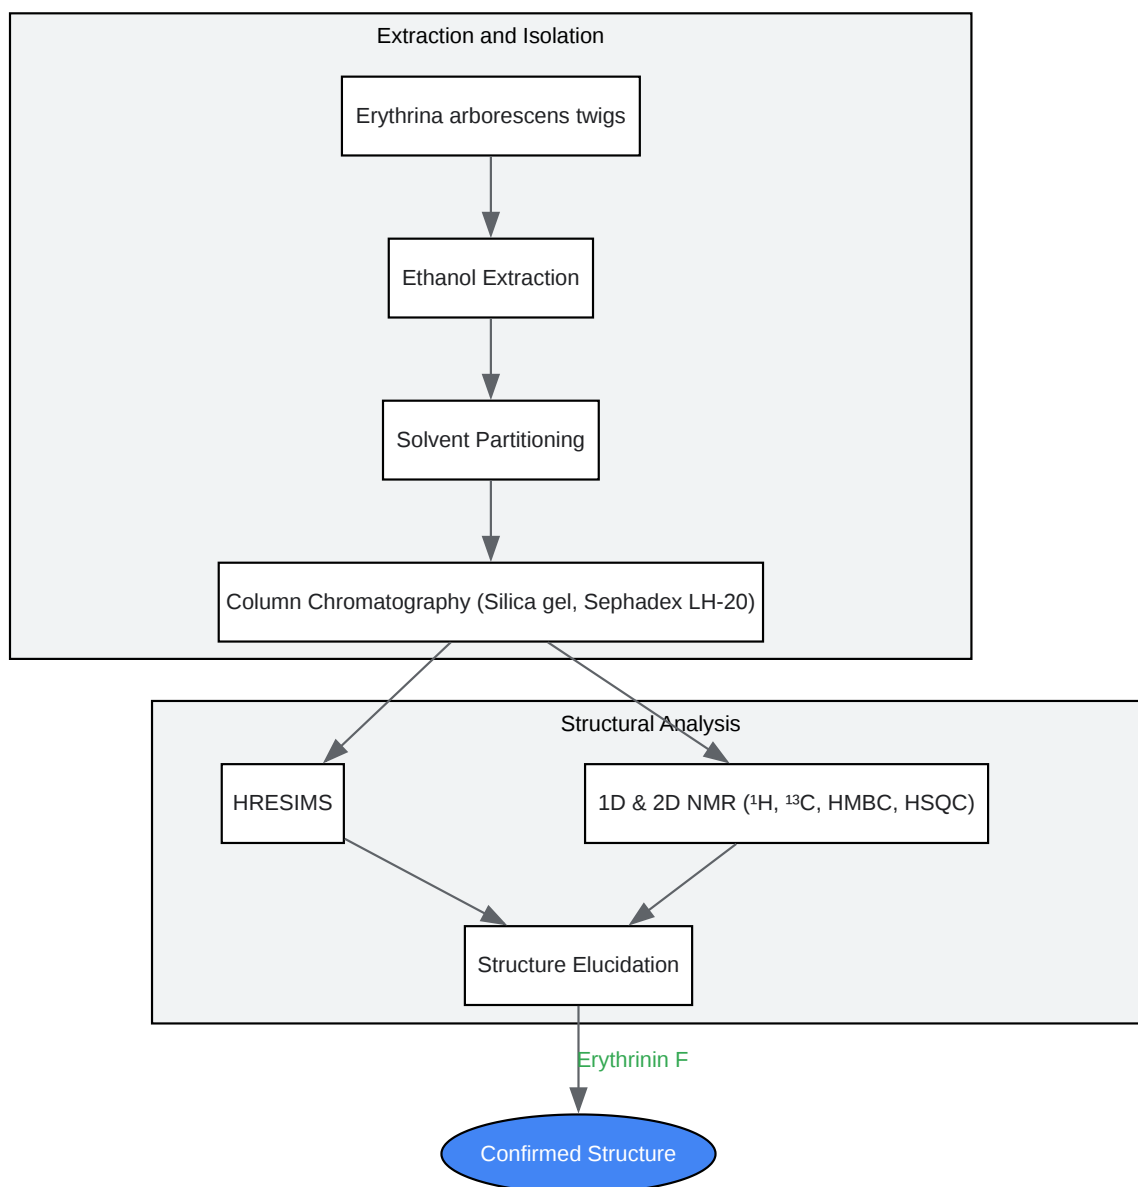 Extraction and Isolation
Erythrina arborescens twigs
Ethanol Extraction
Solvent Partitioning
Column Chromatography (Silica gel, Sephadex LH-20)
Structural Analysis
HRESIMS
1D & 2D NMR (¹H, ¹³C, HMBC, HSQC)
Structure Elucidation
Erythrinin F
Confirmed Structure